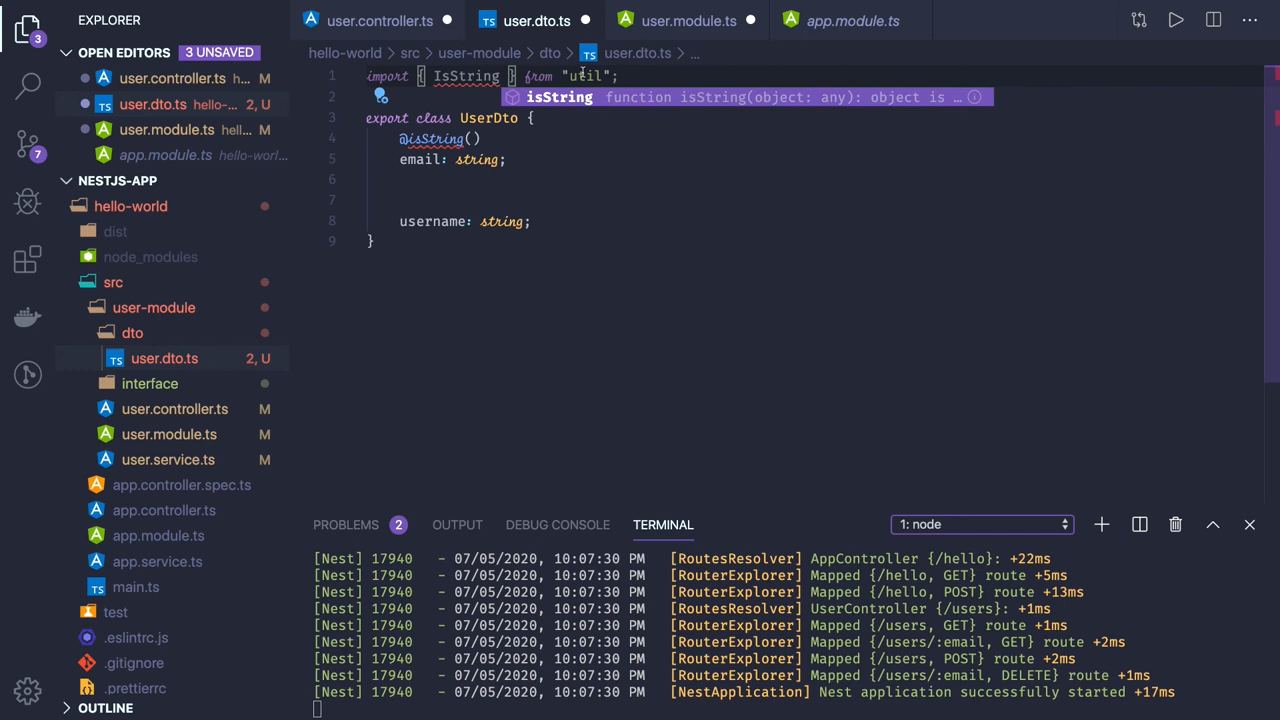 EXPLORER
user.controller.ts
user.dto.ts
user.module.ts
app.module.ts
3
OPEN EDITORS 3 UNSAVED
hello-world > src > user-module > dto > TS user.dto.ts > ...
user.controller.ts h... M
TS user.dto.ts hello-... 2, U
user.module.ts hello... M
app.module.ts hello-worl...
7
1 import { IsString } from "util";
isString function isString(object: any): object is ...
2
3 export class UserDto {
4 @isString()
5 email: string;
6
7
8 username: string;
9 }
NESTJS-APP
hello-world
dist
node_modules
src
user-module
dto
TS user.dto.ts 2, U
interface
user.controller.ts M
user.module.ts M
user.service.ts M
app.controller.spec.ts
app.controller.ts
app.module.ts
app.service.ts
TS main.ts
test
.eslintrc.js
.gitignore
.prettierrc
OUTLINE
PROBLEMS 2 OUTPUT DEBUG CONSOLE TERMINAL 1: node
[Nest] 17940 - 07/05/2020, 10:07:30 PM [RoutesResolver] AppController {/hello}: +22ms
[Nest] 17940 - 07/05/2020, 10:07:30 PM [RouterExplorer] Mapped {/hello, GET} route +5ms
[Nest] 17940 - 07/05/2020, 10:07:30 PM [RouterExplorer] Mapped {/hello, POST} route +13ms
[Nest] 17940 - 07/05/2020, 10:07:30 PM [RoutesResolver] UserController {/users}: +1ms
[Nest] 17940 - 07/05/2020, 10:07:30 PM [RouterExplorer] Mapped {/users, GET} route +1ms
[Nest] 17940 - 07/05/2020, 10:07:30 PM [RouterExplorer] Mapped {/users/:email, GET} route +2ms
[Nest] 17940 - 07/05/2020, 10:07:30 PM [RouterExplorer] Mapped {/users, POST} route +2ms
[Nest] 17940 - 07/05/2020, 10:07:30 PM [RouterExplorer] Mapped {/users/:email, DELETE} route +1ms
[Nest] 17940 - 07/05/2020, 10:07:30 PM [NestApplication] Nest application successfully started +17ms